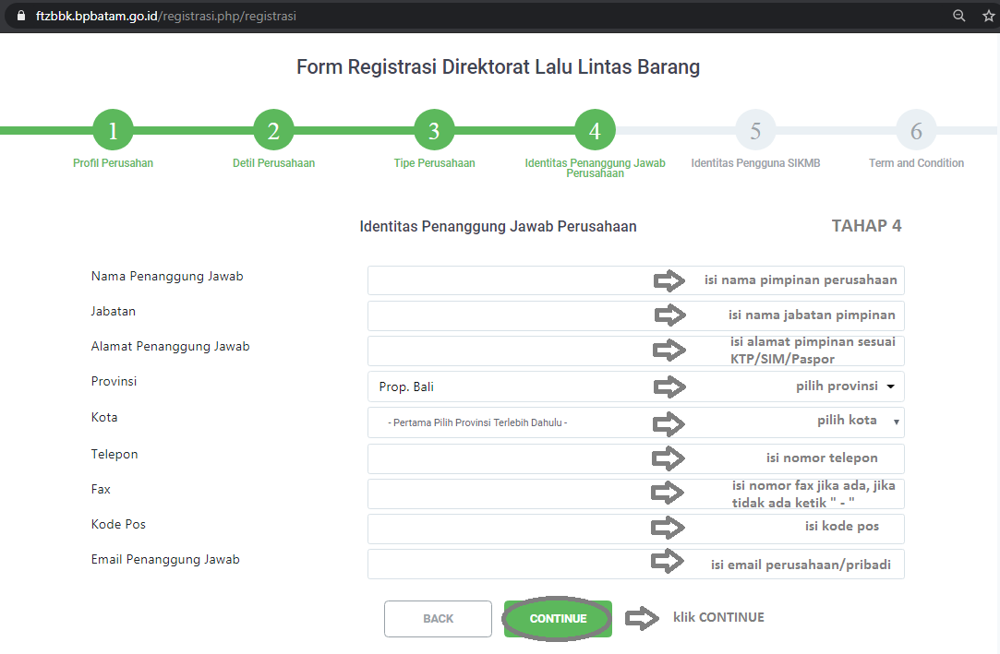 ftzbbk.bpbatam.go.id/registrasi.php/registrasi
Form Registrasi Direktorat Lalu Lintas Barang
1 2 3 4 5 6
Profil Perusahan Detil Perusahaan Tipe Perusahaan Identitas Penanggung Jawab Identitas Pengguna SIKMB Term and Condition
Perusahaan
Identitas Penanggung Jawab Perusahaan TAHAP 4
Nama Penanggung Jawab isi nama pimpinan perusahaan
Jabatan isi nama jabatan pimpinan
Alamat Penanggung Jawab isi alamat pimpinan sesuai
KTP/SIM/Paspor
Provinsi Prop. Bali pilih provinsi
Kota - Pertama Pilih Provinsi Terlebih Dahulu - pilih kota
Telepon isi nomor telepon
Fax isi nomor fax jika ada, jika
tidak ada ketik " - "
Kode Pos isi kode pos
Email Penanggung Jawab isi email perusahaan/pribadi
BACK CONTINUE klik CONTINUE